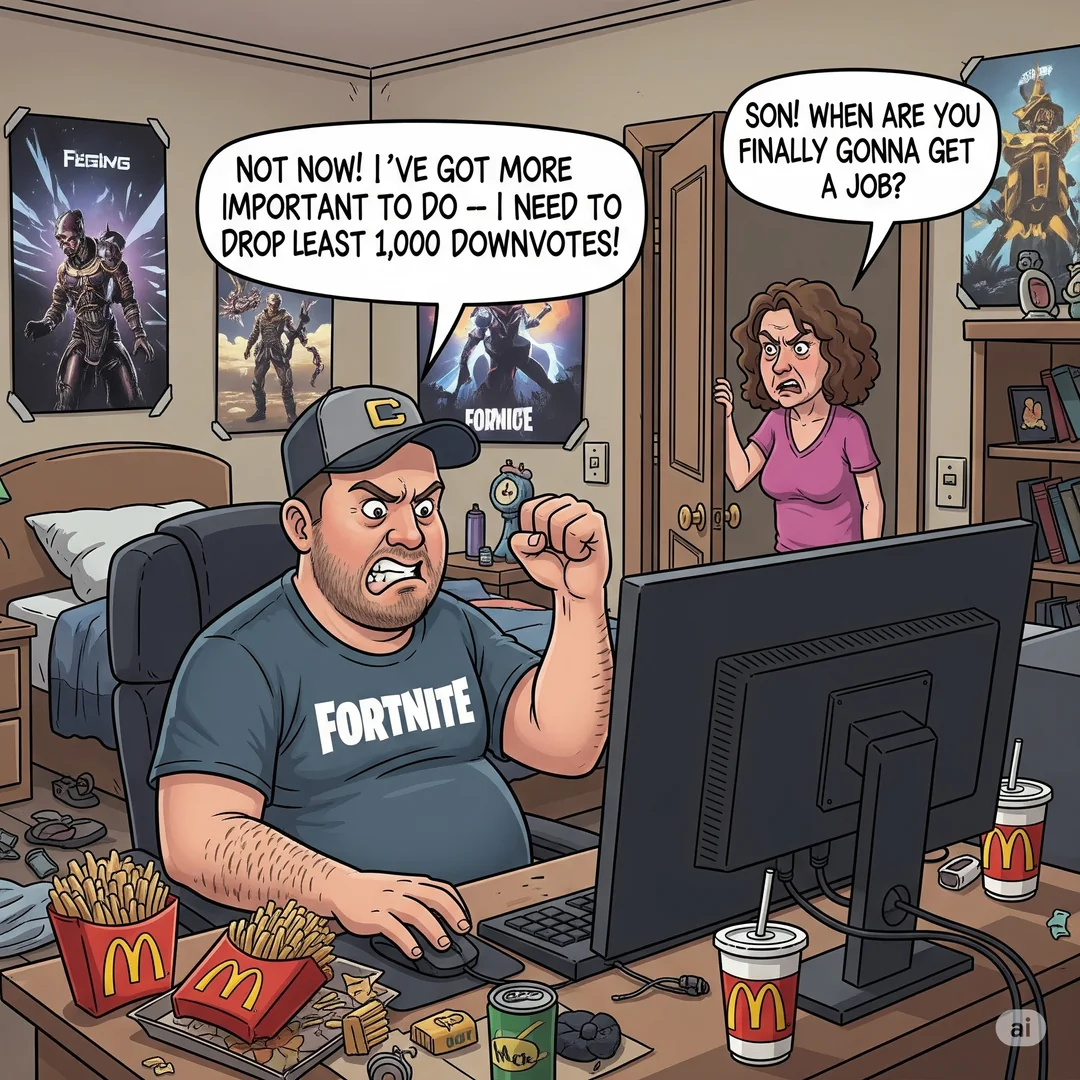 FEGING
NOT NOW! I'VE GOT MORE
IMPORTANT TO DO – I NEED TO
DROP LEAST 1,000 DOWNVOTES!
SON! WHEN ARE YOU
FINALLY GONNA GET
A JOB?
FORNICE
C
FORTNITE
ai